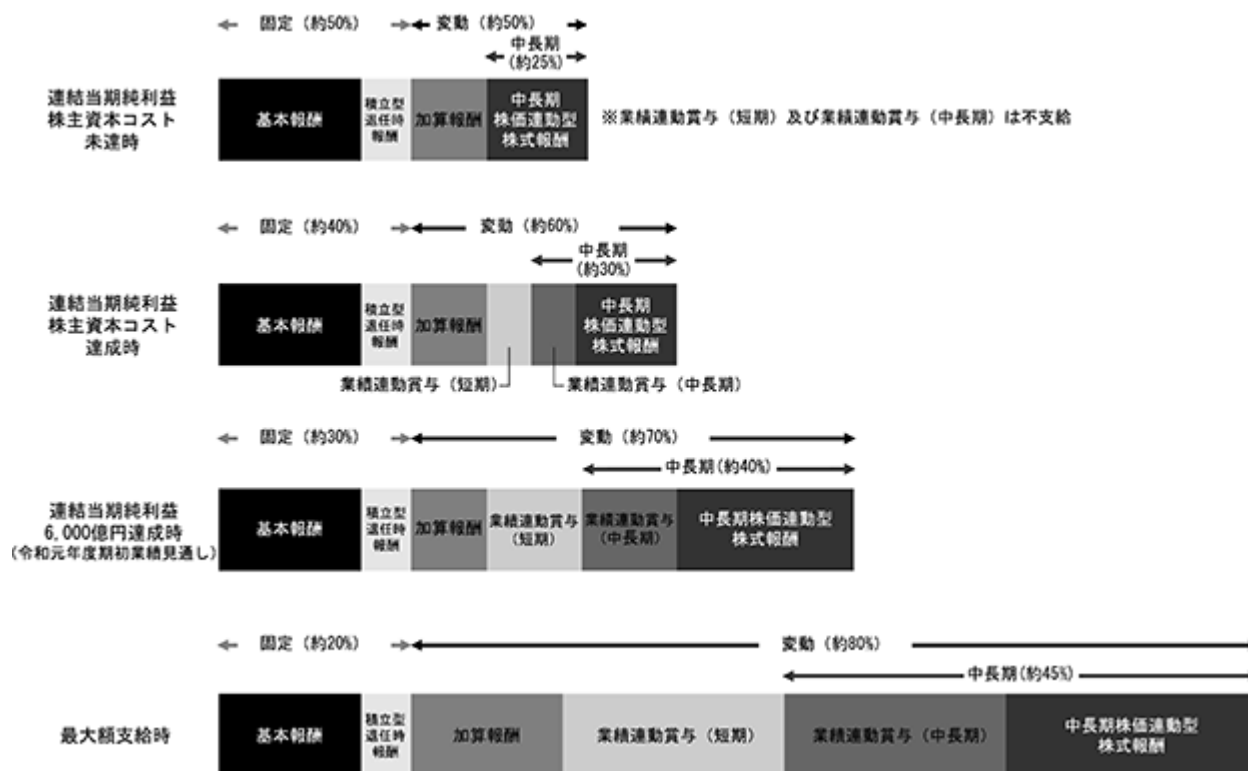 固定（約50%）
変動（約50%）
中長期
（約25%）
連結当期純利益
株主資本コスト
未達時
基本報酬
積立型
退任時
報酬
加算報酬
中長期
株価連動型
株式報酬
※業績連動賞与（短期）及び業績連動賞与（中長期）は不支給
固定（約40%）
変動（約60%）
中長期
（約30%）
連結当期純利益
株主資本コスト
達成時
基本報酬
積立型
退任時
報酬
加算報酬
中長期
株価連動型
株式報酬
業績連動賞与（短期）
業績連動賞与（中長期）
固定（約30%）
変動（約70%）
中長期(約40%)
連結当期純利益
6,000億円達成時
(令和元年度期初業績見通し)
基本報酬
積立型
退任時
報酬
加算報酬
業績連動賞与
（短期）
業績連動賞与
（中長期）
中長期株価連動型
株式報酬
固定（約20%）
変動（約80%）
中長期(約45%)
最大額支給時
基本報酬
積立型
退任時
報酬
加算報酬
業績連動賞与（短期）
業績連動賞与（中長期）
中長期株価連動型
株式報酬